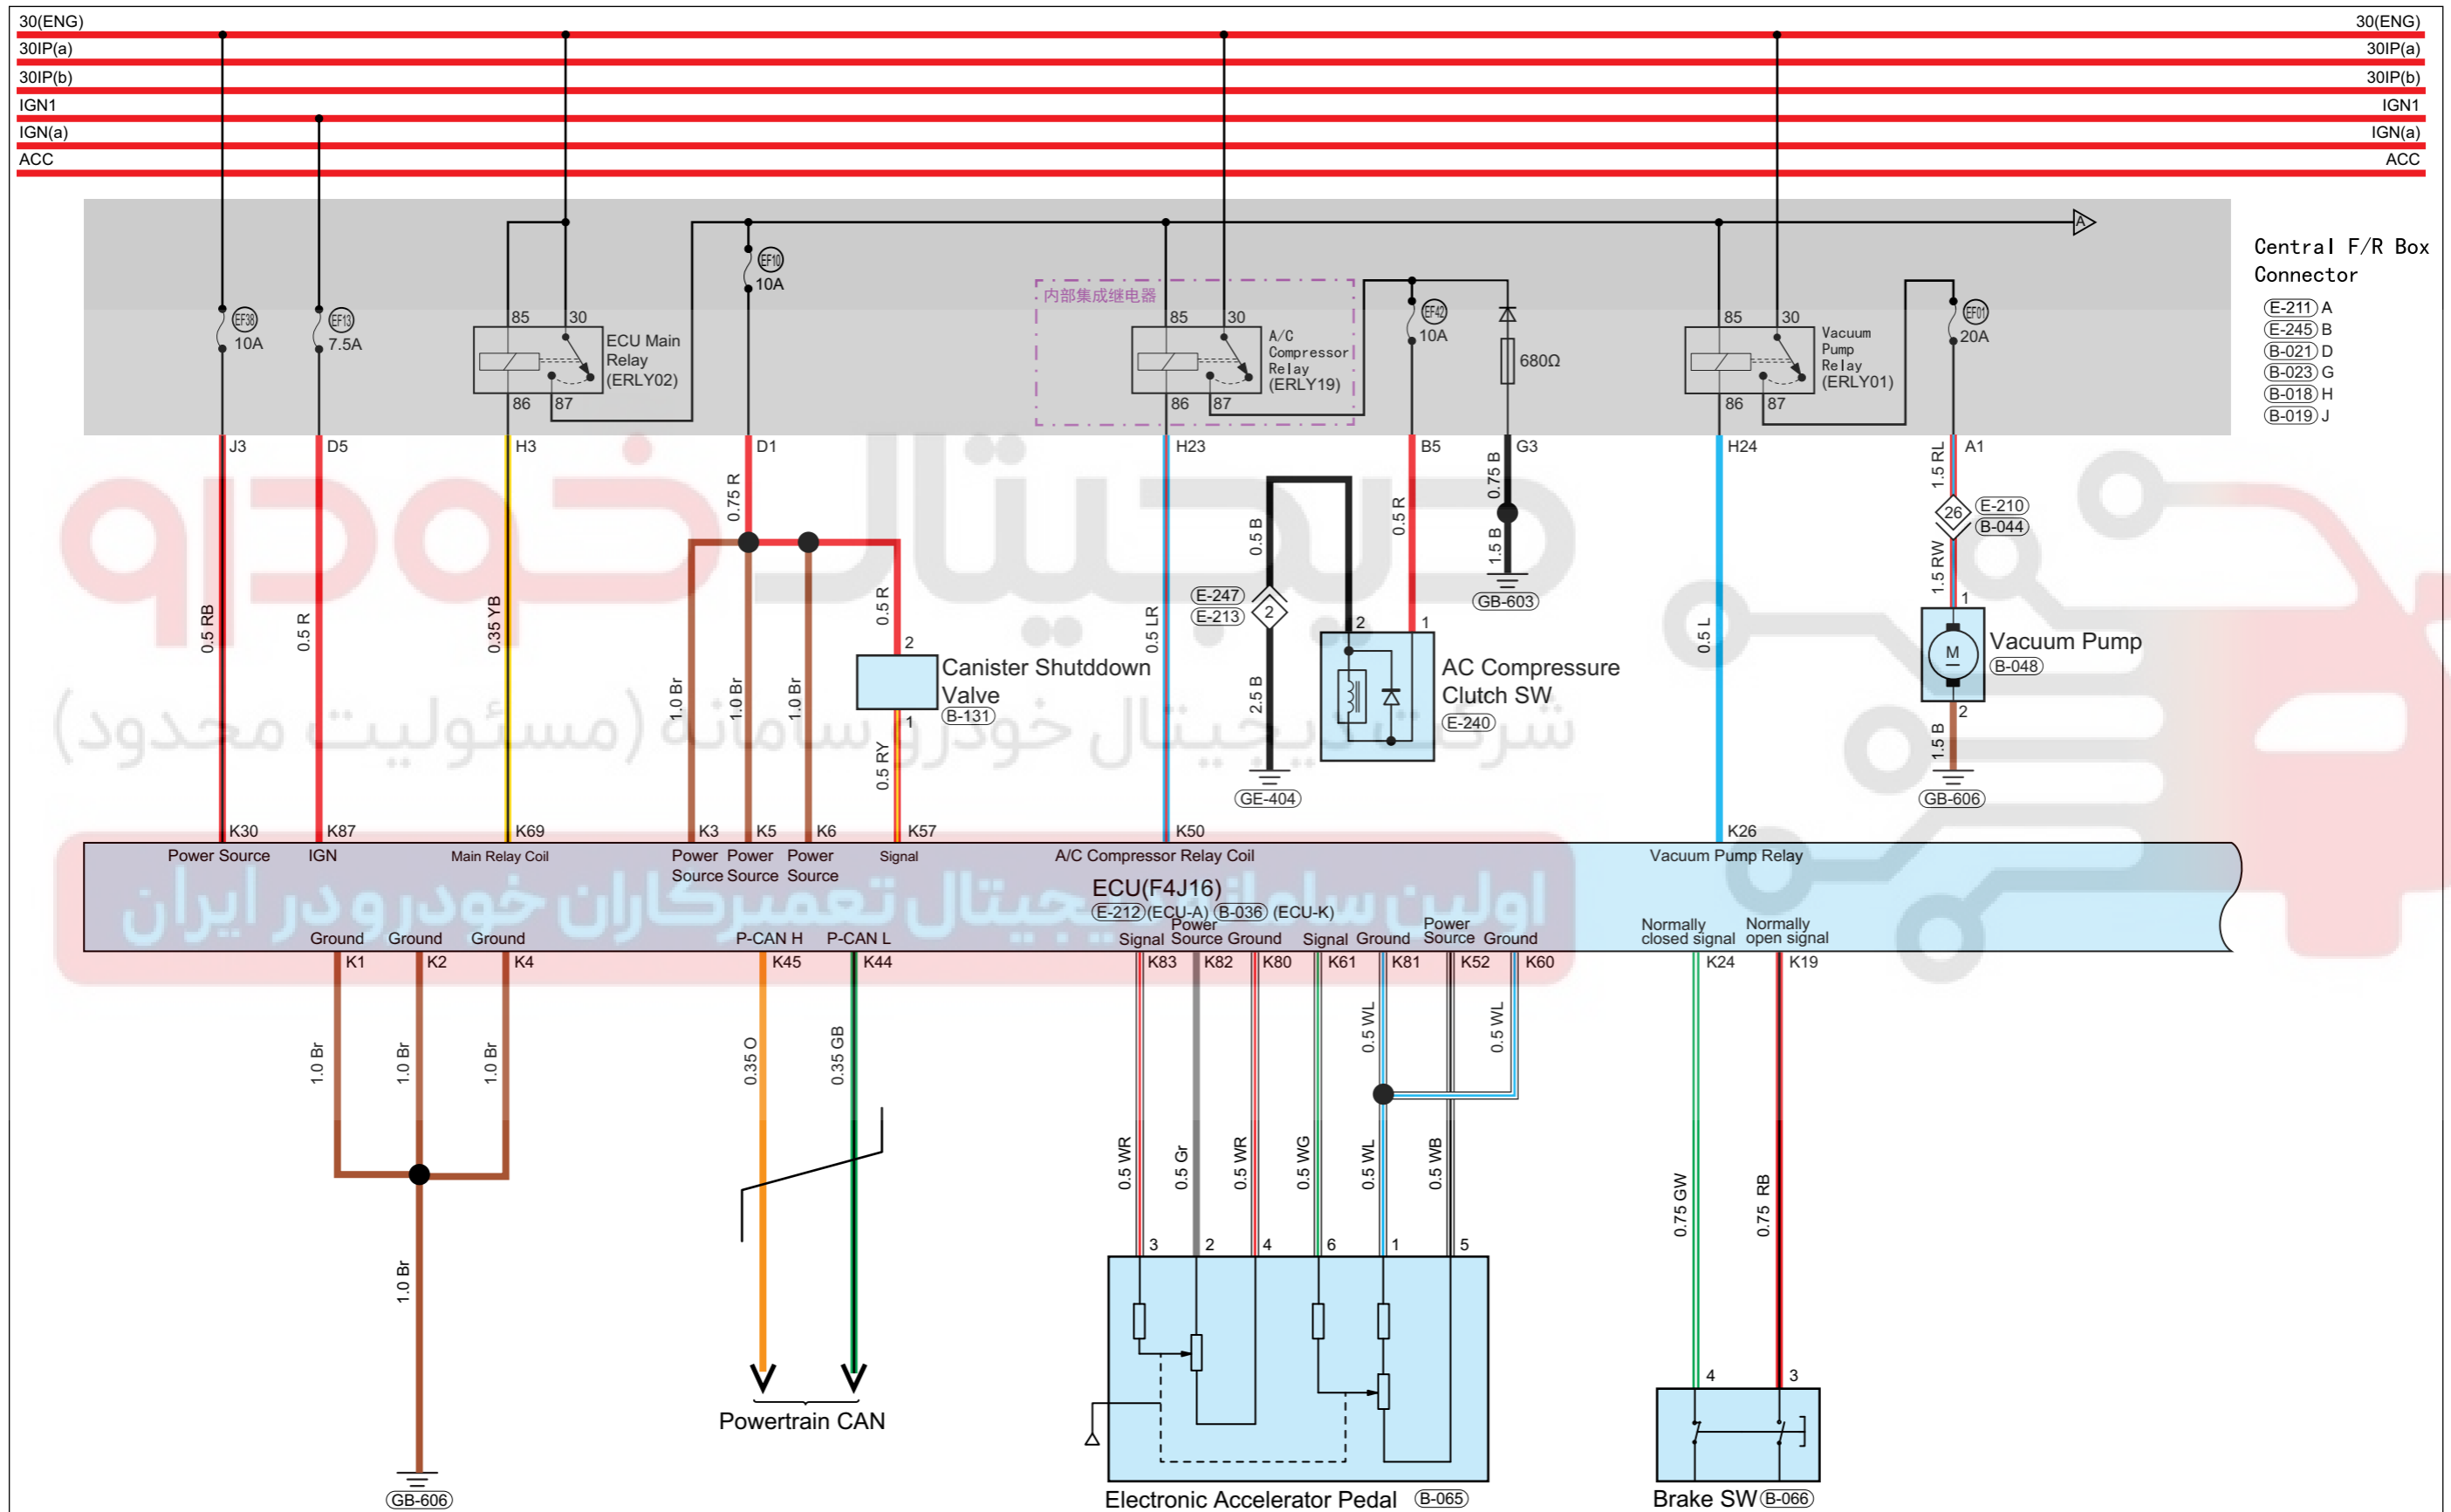 30(ENG) 30(ENG)
30IP(a) 30IP(a)
30IP(b) 30IP(b)
IGN1 IGN1
IGN(a) IGN(a)
ACC ACC
A
Central F/R Box
Connector
E-211 A
E-245 B
B-021 D
B-023 G
B-018 H
B-019 J
EF38
10A
EF13
7.5A
85 30
ECU Main
Relay
(ERLY02)
86 87
EF10
10A
内部集成继电器
85 30
A/C
Compressor
Relay
(ERLY19)
86 87
EF42
10A
680Ω
85 30
Vacuum
Pump
Relay
(ERLY01)
86 87
EF01
20A
J3 D5 H3 D1 H23 B5 G3 H24 A1
دیجیتال خودرو
شرکت دیجیتال خودرو سامانه (مسئولیت محدود)
0.5 RB
0.5 R
0.35 YB
0.75 R
1.0 Br
1.0 Br
1.0 Br
0.5 R
2
Canister Shutddown
Valve
B-131
1
0.5 RY
0.5 LR
0.5 B
E-247
E-213
2
2.5 B
GE-404
0.5 R
2 1
AC Compressure
Clutch SW
E-240
0.75 B
1.5 B
GB-603
0.5 L
1.5 RL
26
E-210
B-044
1.5 RW
1
M
Vacuum Pump
B-048
2
1.5 B
GB-606
K30 K87 K69 K3 K5 K6 K57 K50 K26
Power Source
IGN
Main Relay Coil
Power
Source
Power
Source
Power
Source
Signal
A/C Compressor Relay Coil
Vacuum Pump Relay
ECU(F4J16)
E-212 (ECU-A) B-036 (ECU-K)
اولین سامانه دیجیتال تعمیرکاران خودرو در ایران
Ground Ground Ground
P-CAN H P-CAN L
Signal
Power
Source
Ground
Signal
Ground
Power
Source
Ground
Normally
closed signal
Normally
open signal
K1 K2 K4 K45 K44 K83 K82 K80 K61 K81 K52 K60 K24 K19
1.0 Br
1.0 Br
1.0 Br
1.0 Br
GB-606
0.35 O
0.35 GB
Powertrain CAN
0.5 WL
0.5 WL
0.5 WR
0.5 Gr
0.5 WR
0.5 WG
0.5 WL
0.5 WB
3 2 4 6 1 5
Electronic Accelerator Pedal B-065
0.75 GW
0.75 RB
4 3
Brake SW B-066